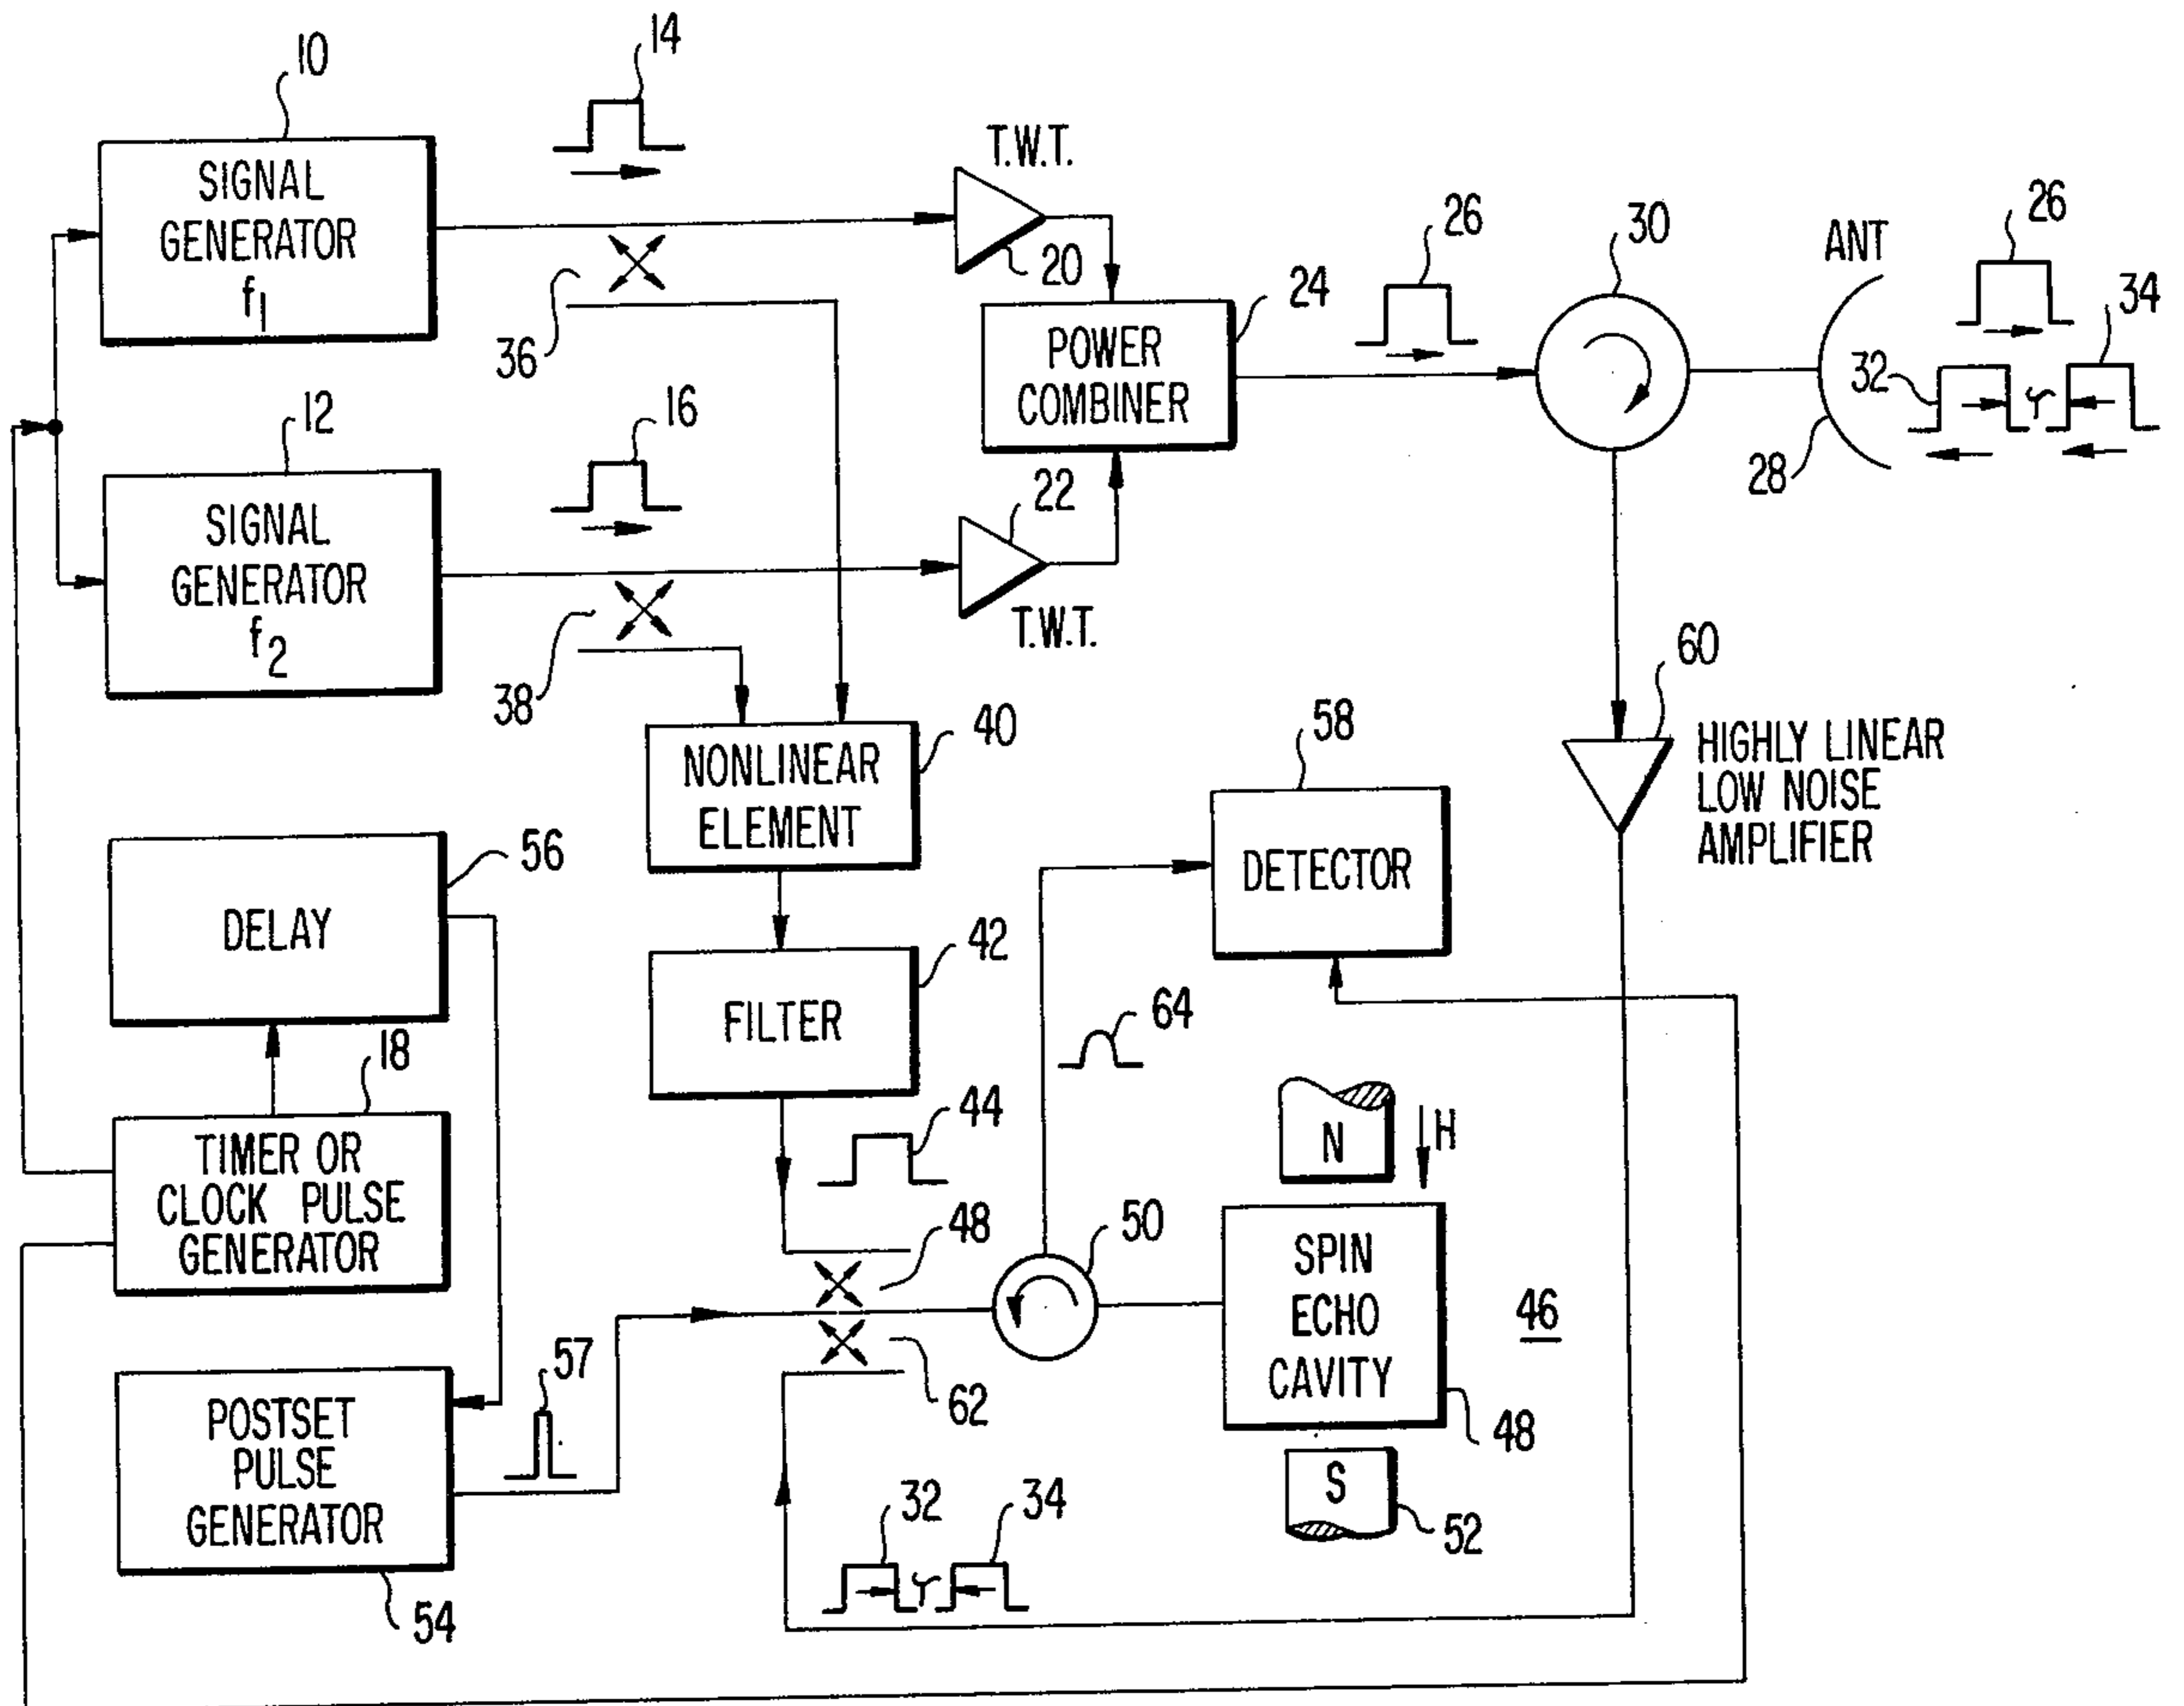 10
14
SIGNAL
GENERATOR
f1
T.W.T.
20
36
26
30
ANT
26
34
32
28
24
POWER
COMBINER
12
16
SIGNAL
GENERATOR
f2
22
T.W.T.
38
40
NONLINEAR
ELEMENT
58
60
HIGHLY LINEAR
LOW NOISE
AMPLIFIER
DETECTOR
56
DELAY
42
FILTER
64
18
44
TIMER OR
CLOCK PULSE
GENERATOR
N
H
48
50
SPIN
ECHO
CAVITY
46
48
62
57
POSTSET
PULSE
GENERATOR
S
52
32
34
54